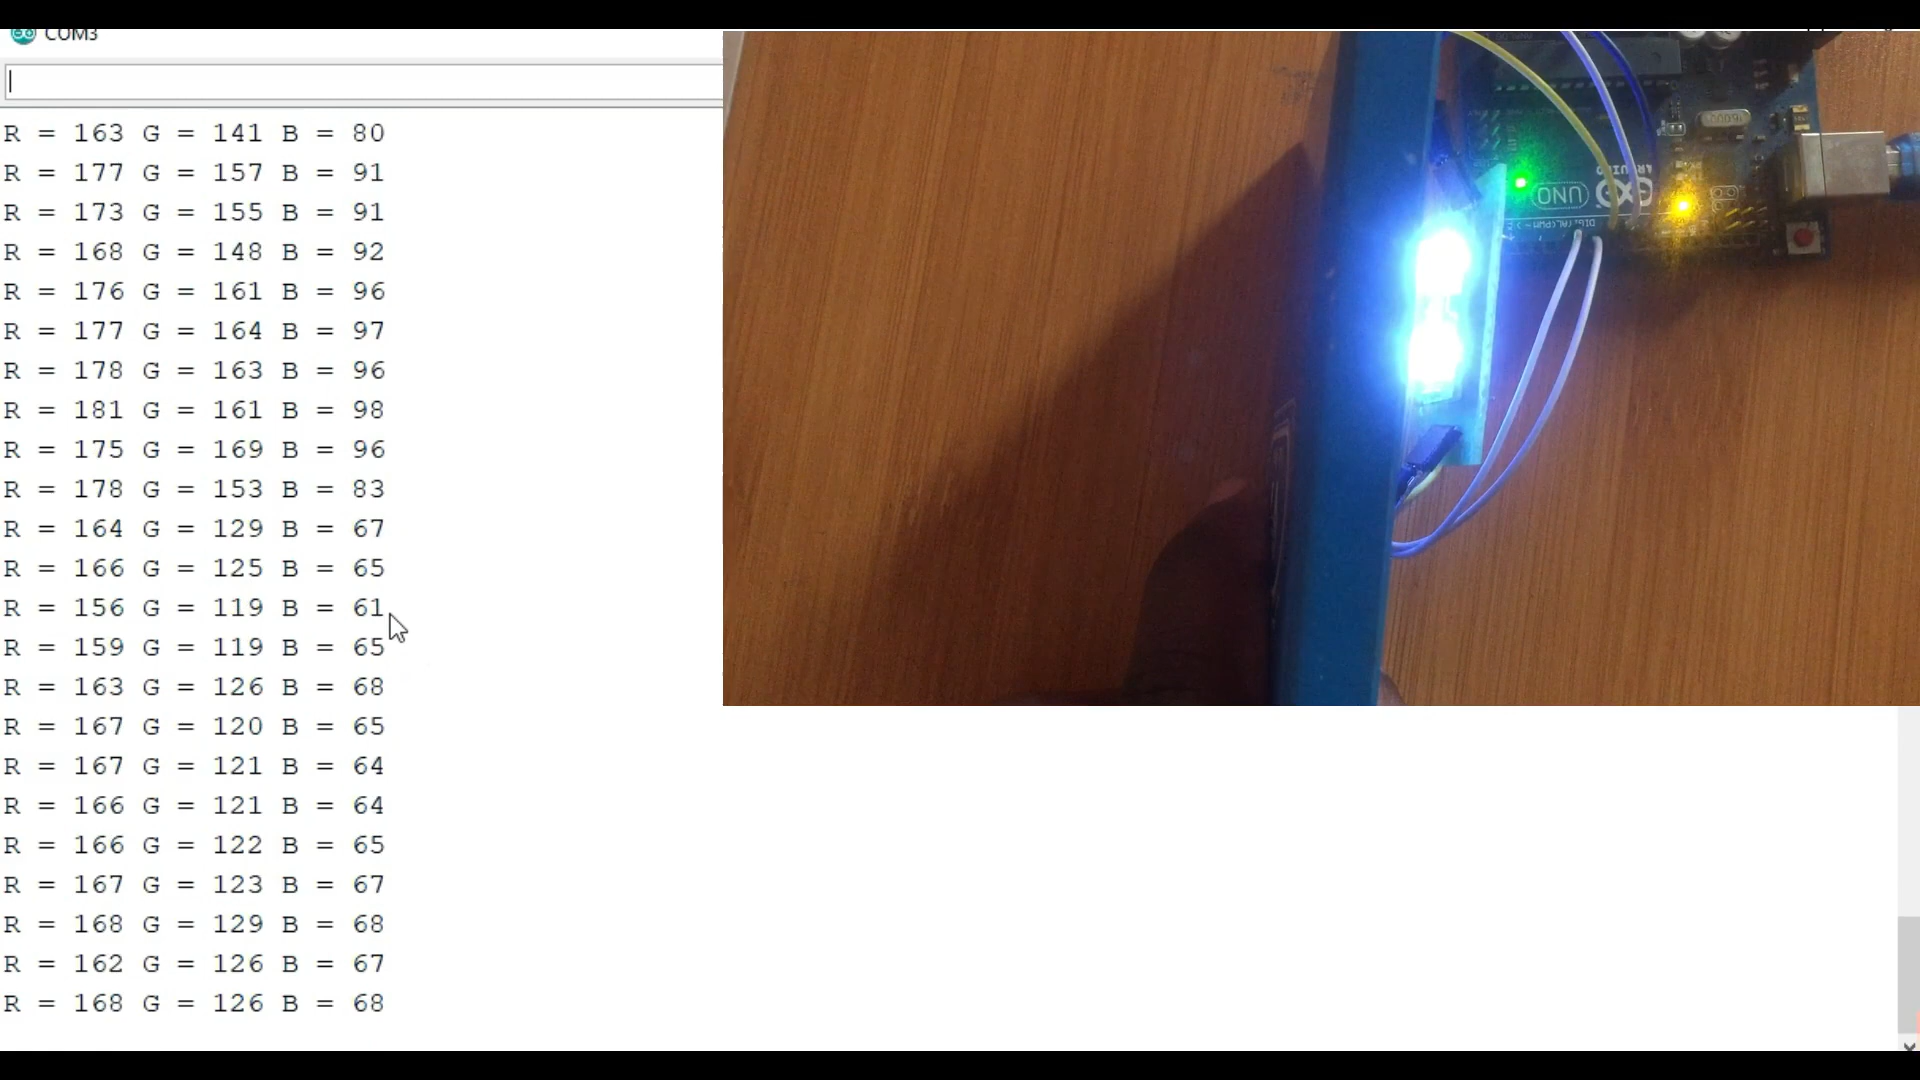 COM3
R = 163 G = 141 B = 80
R = 177 G = 157 B = 91
R = 173 G = 155 B = 91
R = 168 G = 148 B = 92
R = 176 G = 161 B = 96
R = 177 G = 164 B = 97
R = 178 G = 163 B = 96
R = 181 G = 161 B = 98
R = 175 G = 169 B = 96
R = 178 G = 153 B = 83
R = 164 G = 129 B = 67
R = 166 G = 125 B = 65
R = 156 G = 119 B = 61
R = 159 G = 119 B = 65
R = 163 G = 126 B = 68
R = 167 G = 120 B = 65
R = 167 G = 121 B = 64
R = 166 G = 121 B = 64
R = 166 G = 122 B = 65
R = 167 G = 123 B = 67
R = 168 G = 129 B = 68
R = 162 G = 126 B = 67
R = 168 G = 126 B = 68
ARDUINO
UNO